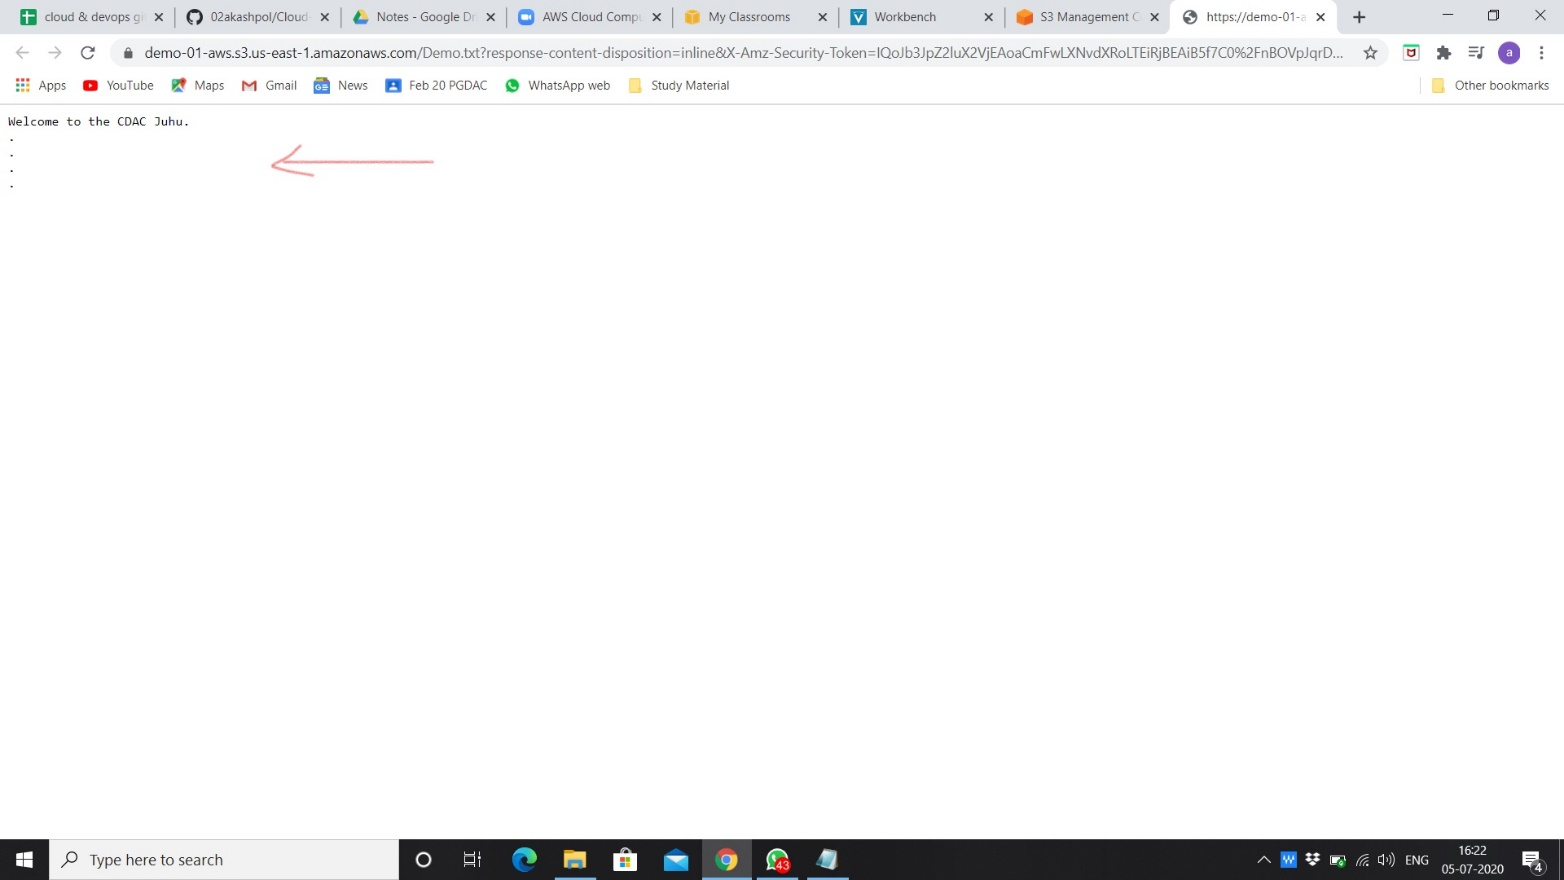 cloud & devops gi
02akashpol/Cloud-
Notes - Google Dri
AWS Cloud Compu
My Classrooms
Workbench
S3 Management C
https://demo-01-a
demo-01-aws.s3.us-east-1.amazonaws.com/Demo.txt?response-content-disposition=inline&X-Amz-Security-Token=IQoJb3JpZ2luX2VjEAoaCmFwLXNvdXRoLTEiRjBEAiB5f7C0%2FnBOVpJqrD...
a
Apps
YouTube
Maps
Gmail
News
Feb 20 PGDAC
WhatsApp web
Study Material
Other bookmarks
Welcome to the CDAC Juhu.
.
.
.
.
Type here to search
43
ENG
16:22
05-07-2020
4